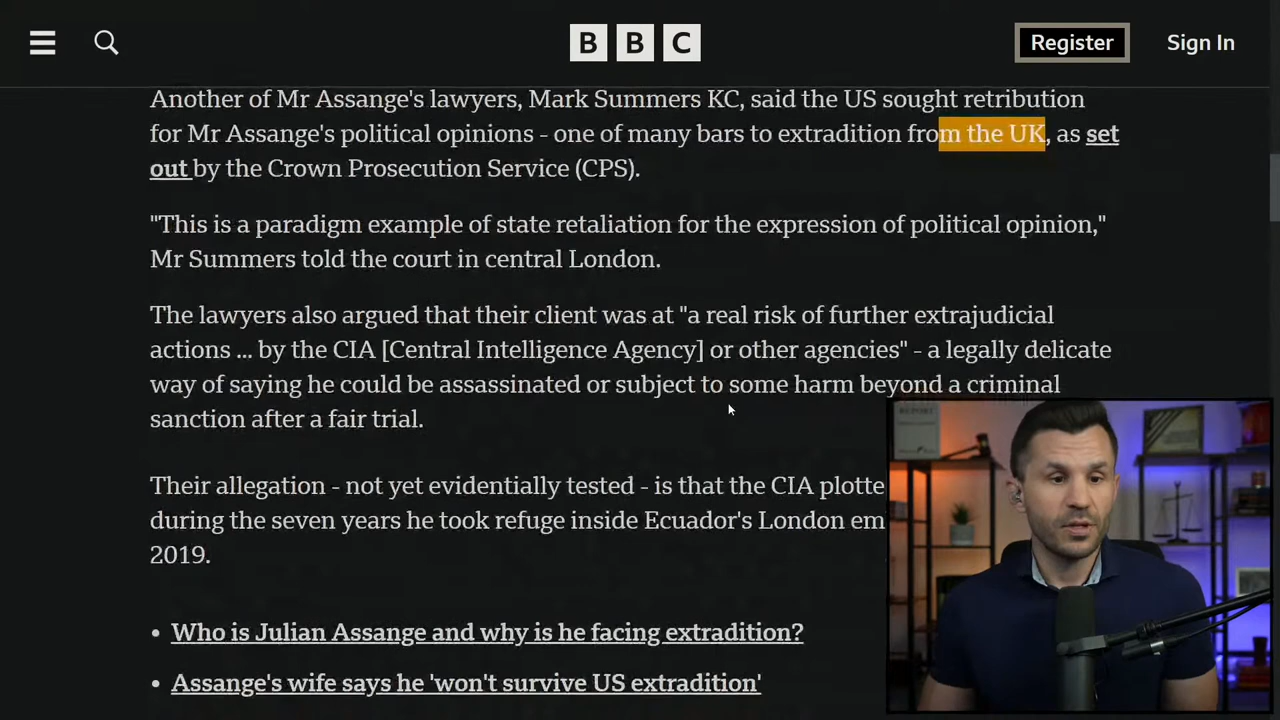 BBC
Register
Sign In
Another of Mr Assange's lawyers, Mark Summers KC, said the US sought retribution
for Mr Assange's political opinions - one of many bars to extradition from the UK, as set
out by the Crown Prosecution Service (CPS).
"This is a paradigm example of state retaliation for the expression of political opinion,"
Mr Summers told the court in central London.
The lawyers also argued that their client was at "a real risk of further extrajudicial
actions ... by the CIA [Central Intelligence Agency] or other agencies" - a legally delicate
way of saying he could be assassinated or subject to some harm beyond a criminal
sanction after a fair trial.
Their allegation - not yet evidentially tested - is that the CIA plotte
during the seven years he took refuge inside Ecuador's London em
2019.
• Who is Julian Assange and why is he facing extradition?
• Assange's wife says he 'won't survive US extradition'